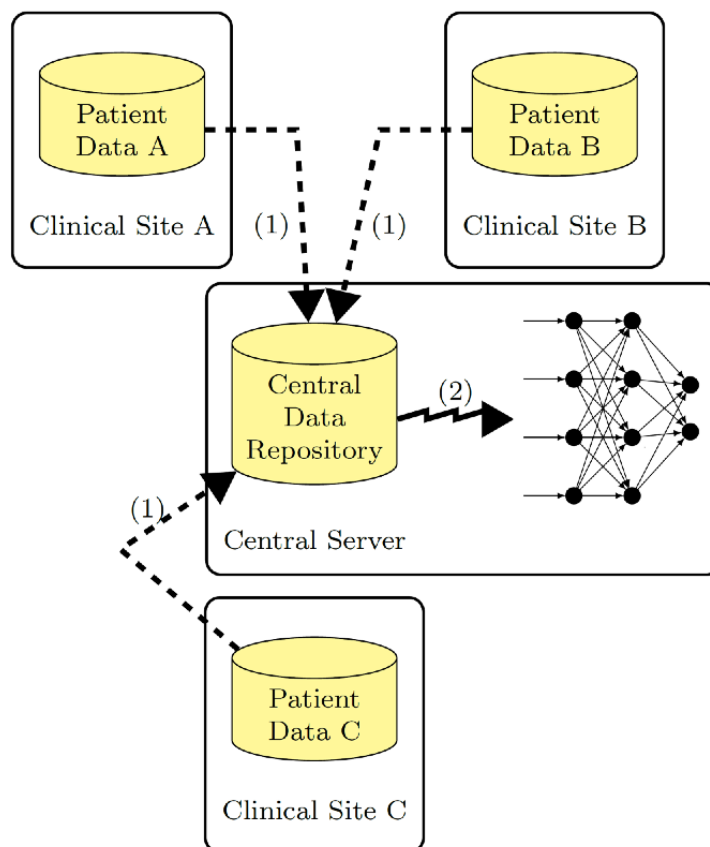 Patient
Data A
Clinical Site A
Patient
Data B
Clinical Site B
(1)
(1)
Central
Data
Repository
(2)
(1)
Central Server
Patient
Data C
Clinical Site C